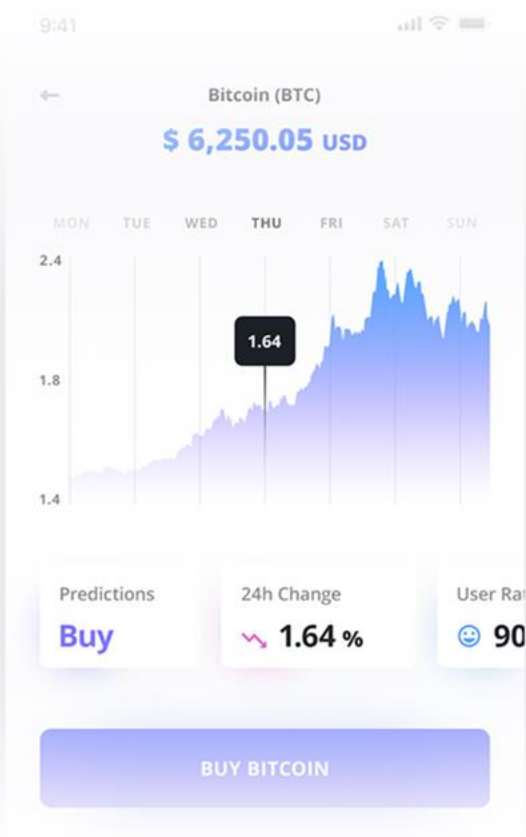 9:41
Bitcoin (BTC)
$ 6,250.05 USD
MON TUE WED THU FRI SAT SUN
2.4
1.64
1.8
1.4
Predictions 24h Change User Ra
Buy 1.64 % 90
BUY BITCOIN